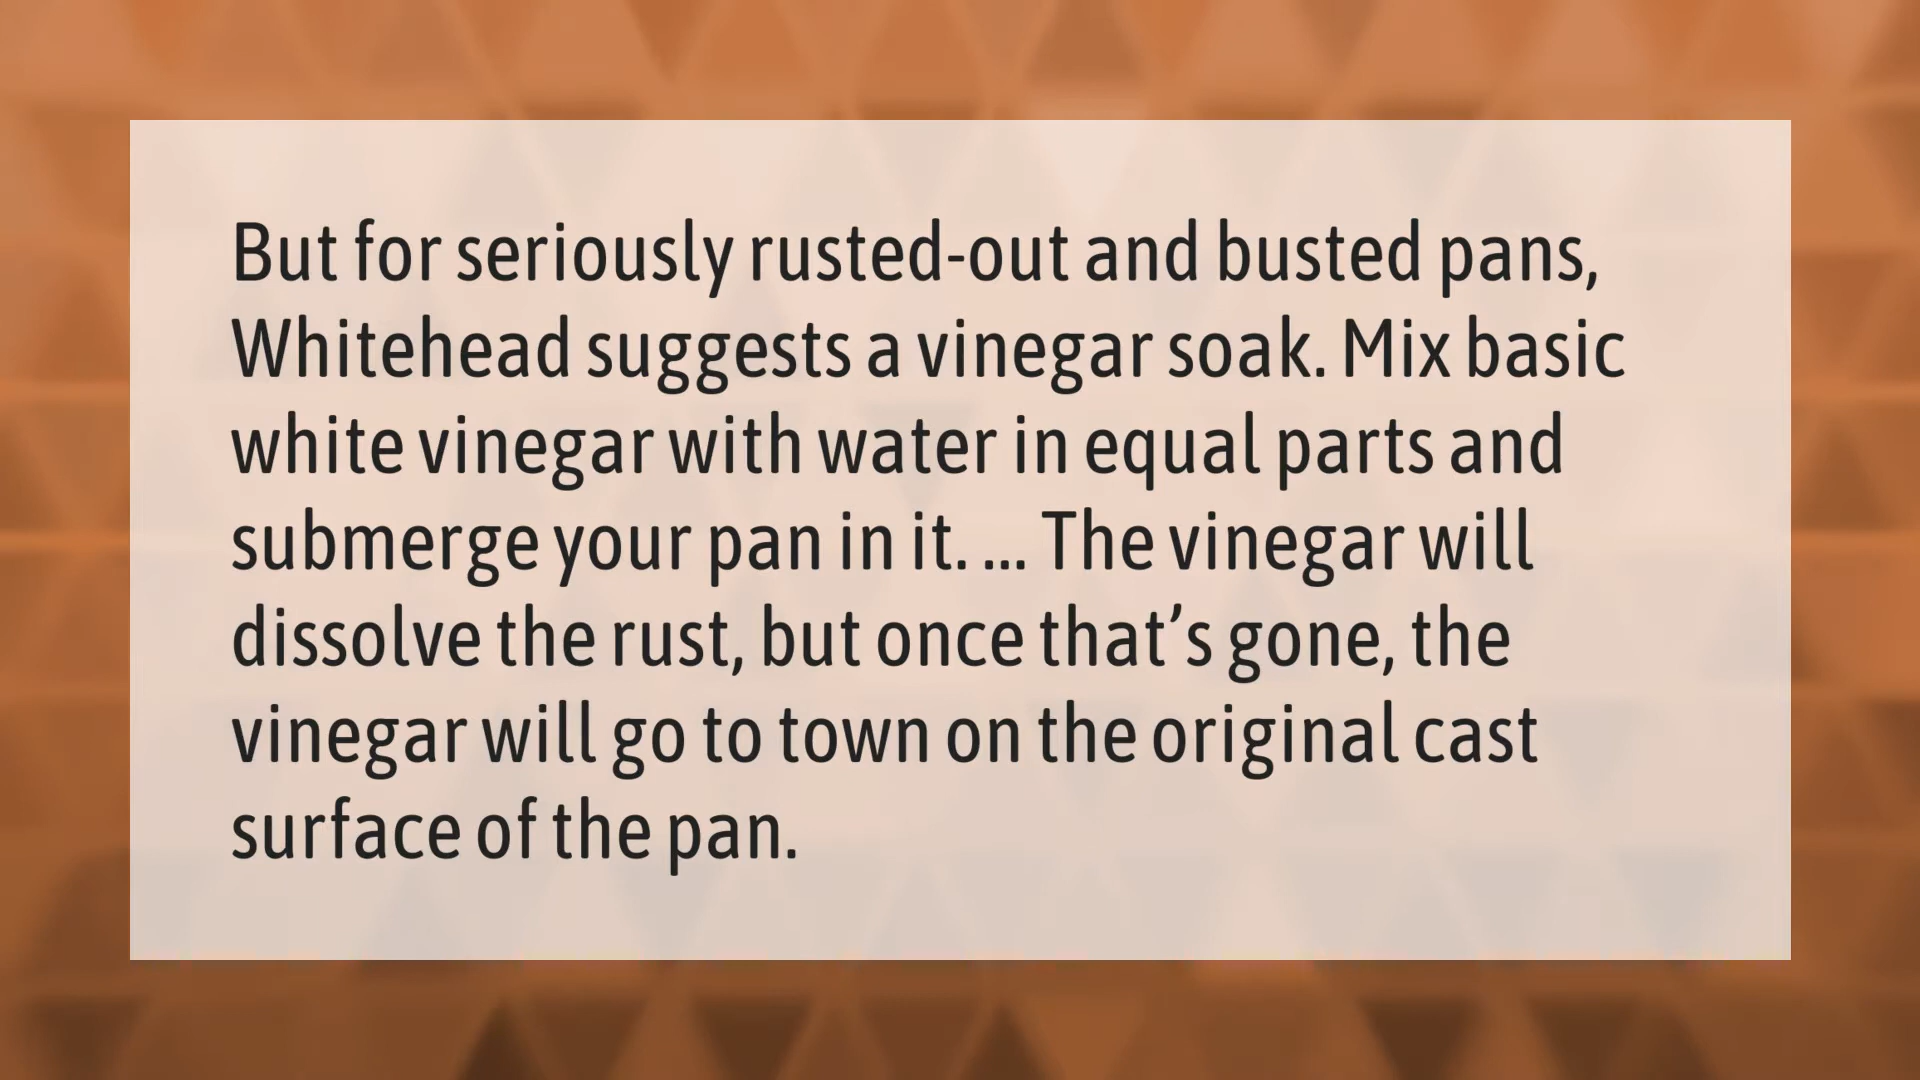 But for seriously rusted-out and busted pans,
Whitehead suggests a vinegar soak. Mix basic
white vinegar with water in equal parts and
submerge your pan in it. ... The vinegar will
dissolve the rust, but once that’s gone, the
vinegar will go to town on the original cast
surface of the pan.